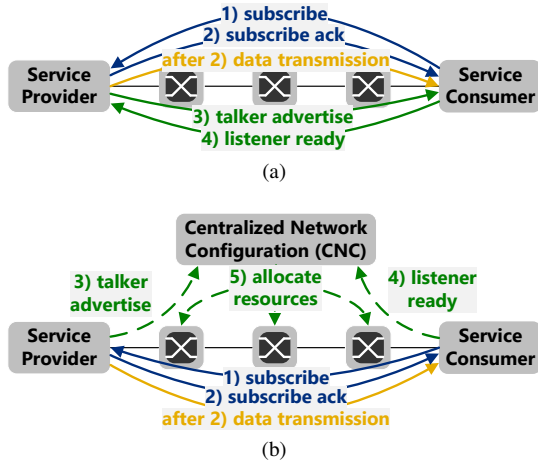 1) subscribe
2) subscribe ack
after 2) data transmission
Service
Provider
Service
Consumer
3) talker advertise
4) listener ready
(a)
Centralized Network
Configuration (CNC)
3) talker
advertise
5) allocate
resources
4) listener
ready
Service
Provider
Service
Consumer
1) subscribe
2) subscribe ack
after 2) data transmission
(b)